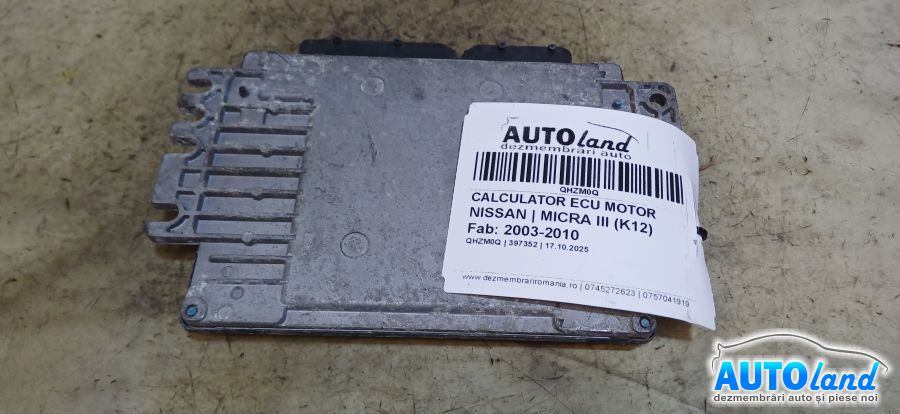 AUTOland
dezmembrări auto
QHZM0Q
CALCULATOR ECU MOTOR
NISSAN | MICRA III (K12)
Fab: 2003-2010
QHZM0Q | 397352 | 17.10.2025
www.dezmembrariromania.ro | 0745272623 | 0757041919
AUTOland
dezmembrări auto și piese noi